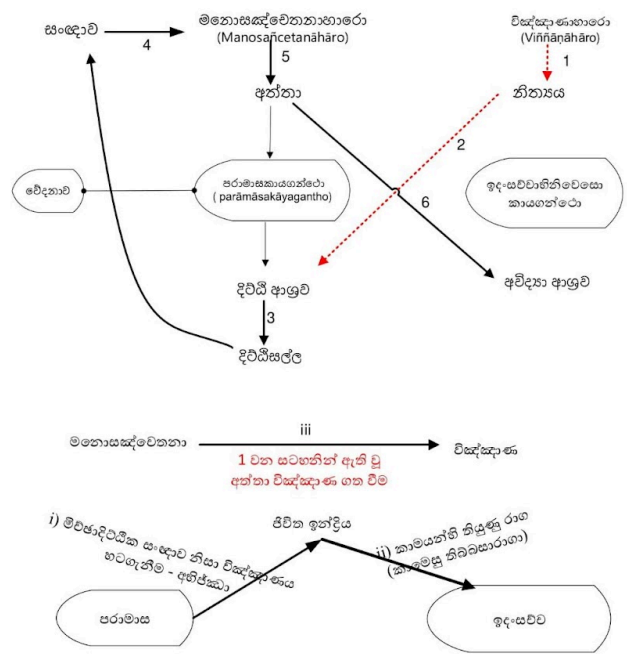 සංඥාව
4
මනොසඤ්චේතනාහාරො
(Manosañcetanāhāro)
විඤ්ඤාණාහාරො
(Viññāṇāhāro)
5
1
අත්තා
නිත්‍යය
2
වේදනාව
පරාමාසකායගන්ථො
( parāmāsakāyagantho)
6
ඉදංසච්චාභිනිවෙසො
කායගන්ථො
දිට්ඨි ආශ්‍රව
අවිද්‍යා ආශ්‍රව
3
දිට්ඨිසල්ල
මනොසඤ්චෙතනා
iii
විඤ්ඤාණ
1 වන සටහනින් ඇති වූ
අත්තා විඤ්ඤාණ ගත වීම
i) මිච්ඡාදිට්ඨික සංඥාව නිසා විඤ්ඤාණය
හටගැනීම - අභිජ්ඣා
ජීවිත ඉන්ද්‍රිය
ii) කාමයන්හි තියුණු රාග
(කාමෙසු තිබ්බසාරාගා)
පරාමාස
ඉදංසච්ච